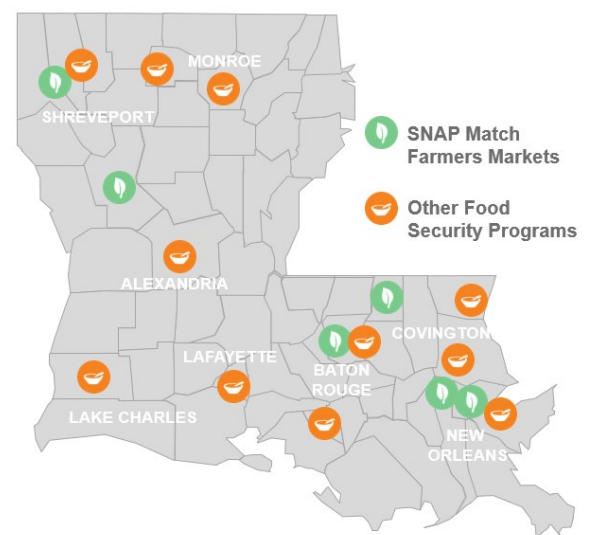 MONROE
SHREVEPORT
SNAP Match
Farmers Markets
Other Food
Security Programs
ALEXANDRIA
COVINGTON
LAFAYETTE
BATON
ROUGE
LAKE CHARLES
NEW
ORLEANS